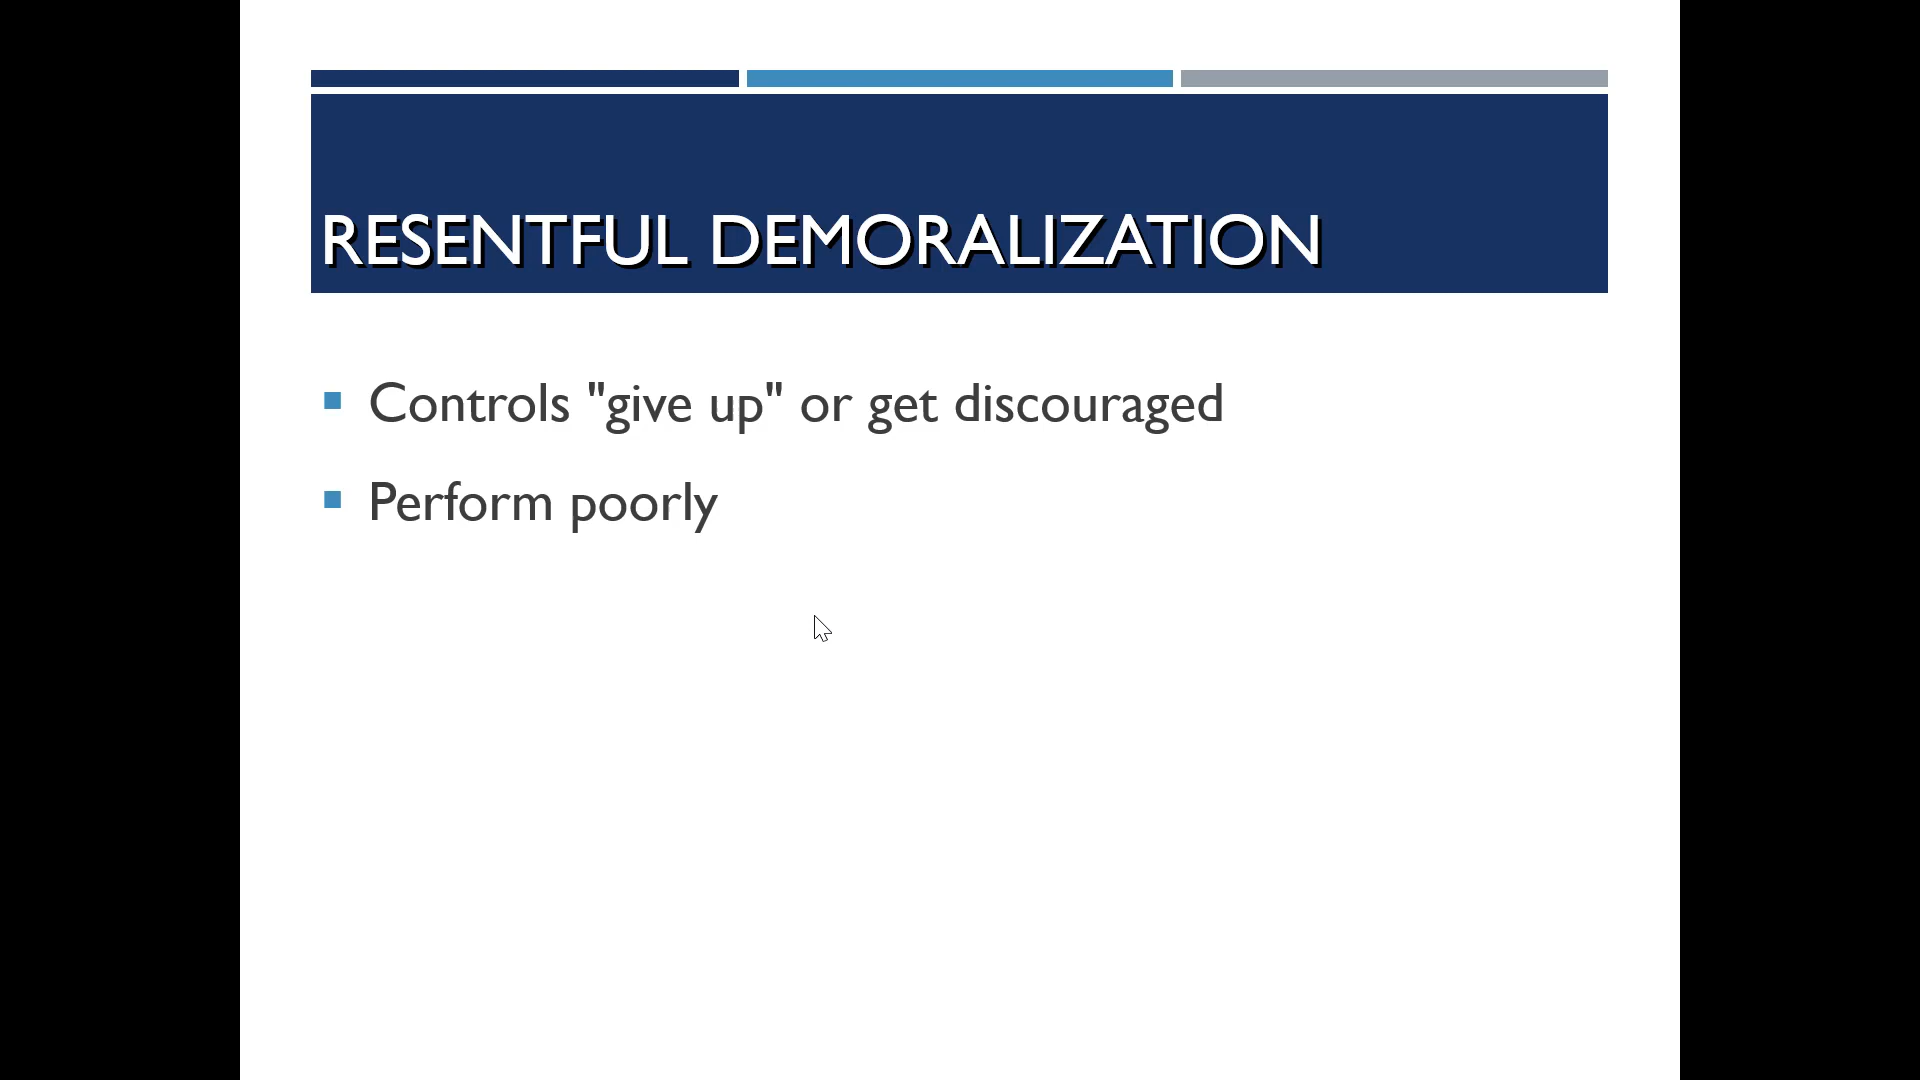 RESENTFUL DEMORALIZATION
Controls "give up" or get discouraged
Perform poorly